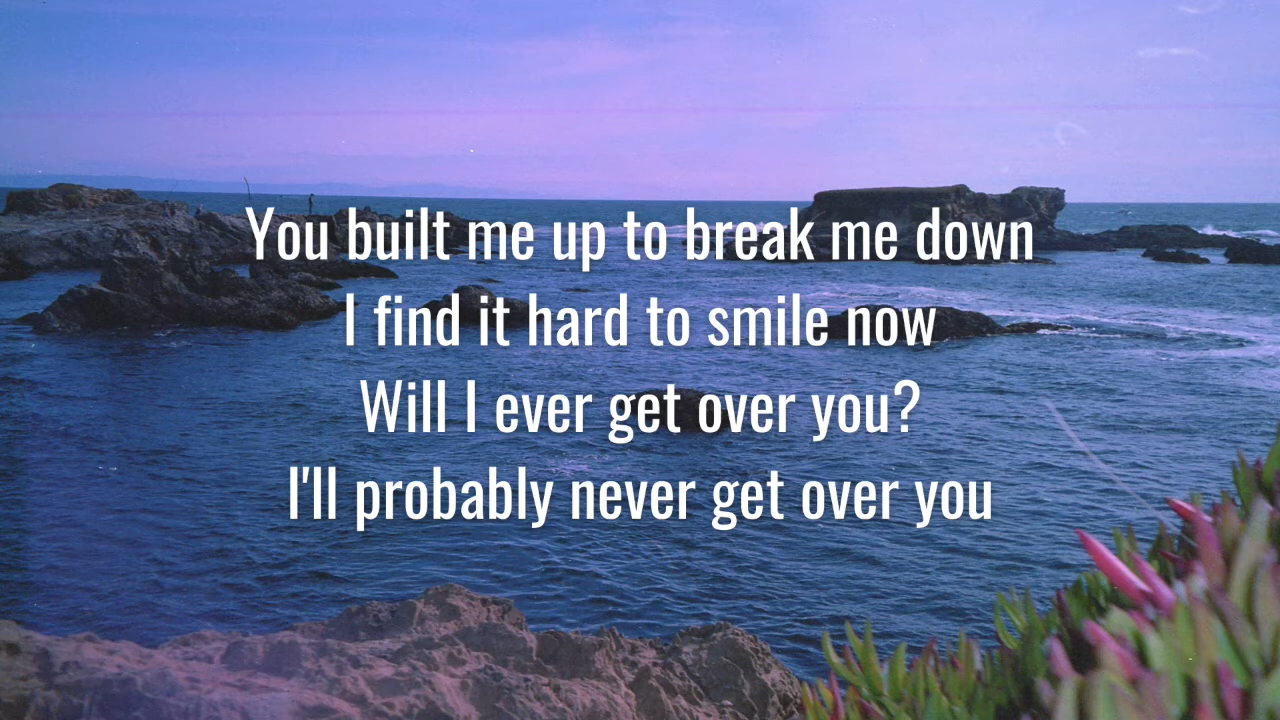 You built me up to break me down
I find it hard to smile now
Will I ever get over you?
I'll probably never get over you